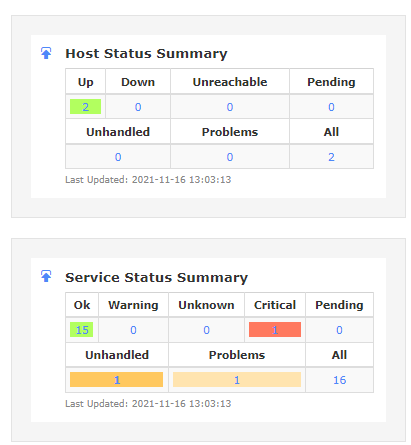 Host Status Summary
Up Down Unreachable Pending
2 0 0 0
Unhandled Problems All
0 0 2
Last Updated: 2021-11-16 13:03:13
Service Status Summary
Ok Warning Unknown Critical Pending
15 0 0 1 0
Unhandled Problems All
1 1 16
Last Updated: 2021-11-16 13:03:13